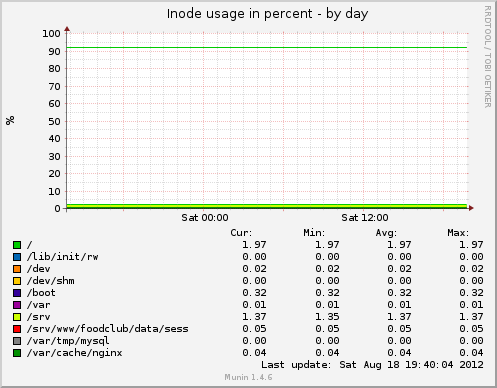 Inode usage in percent - by day
RRDTOOL / TOBI OETIKER
%
100
90
80
70
60
50
40
30
20
10
0
Sat 00:00 Sat 12:00
Cur: Min: Avg: Max:
/ 1.97 1.97 1.97 1.97
/lib/init/rw 0.00 0.00 0.00 0.00
/dev 0.02 0.02 0.02 0.02
/dev/shm 0.00 0.00 0.00 0.00
/boot 0.32 0.32 0.32 0.32
/var 0.01 0.01 0.01 0.01
/srv 1.37 1.35 1.37 1.37
/srv/www/foodclub/data/sess 0.05 0.05 0.05 0.05
/var/tmp/mysql 0.00 0.00 0.00 0.00
/var/cache/nginx 0.04 0.04 0.04 0.04
Last update: Sat Aug 18 19:40:04 2012
Munin 1.4.6